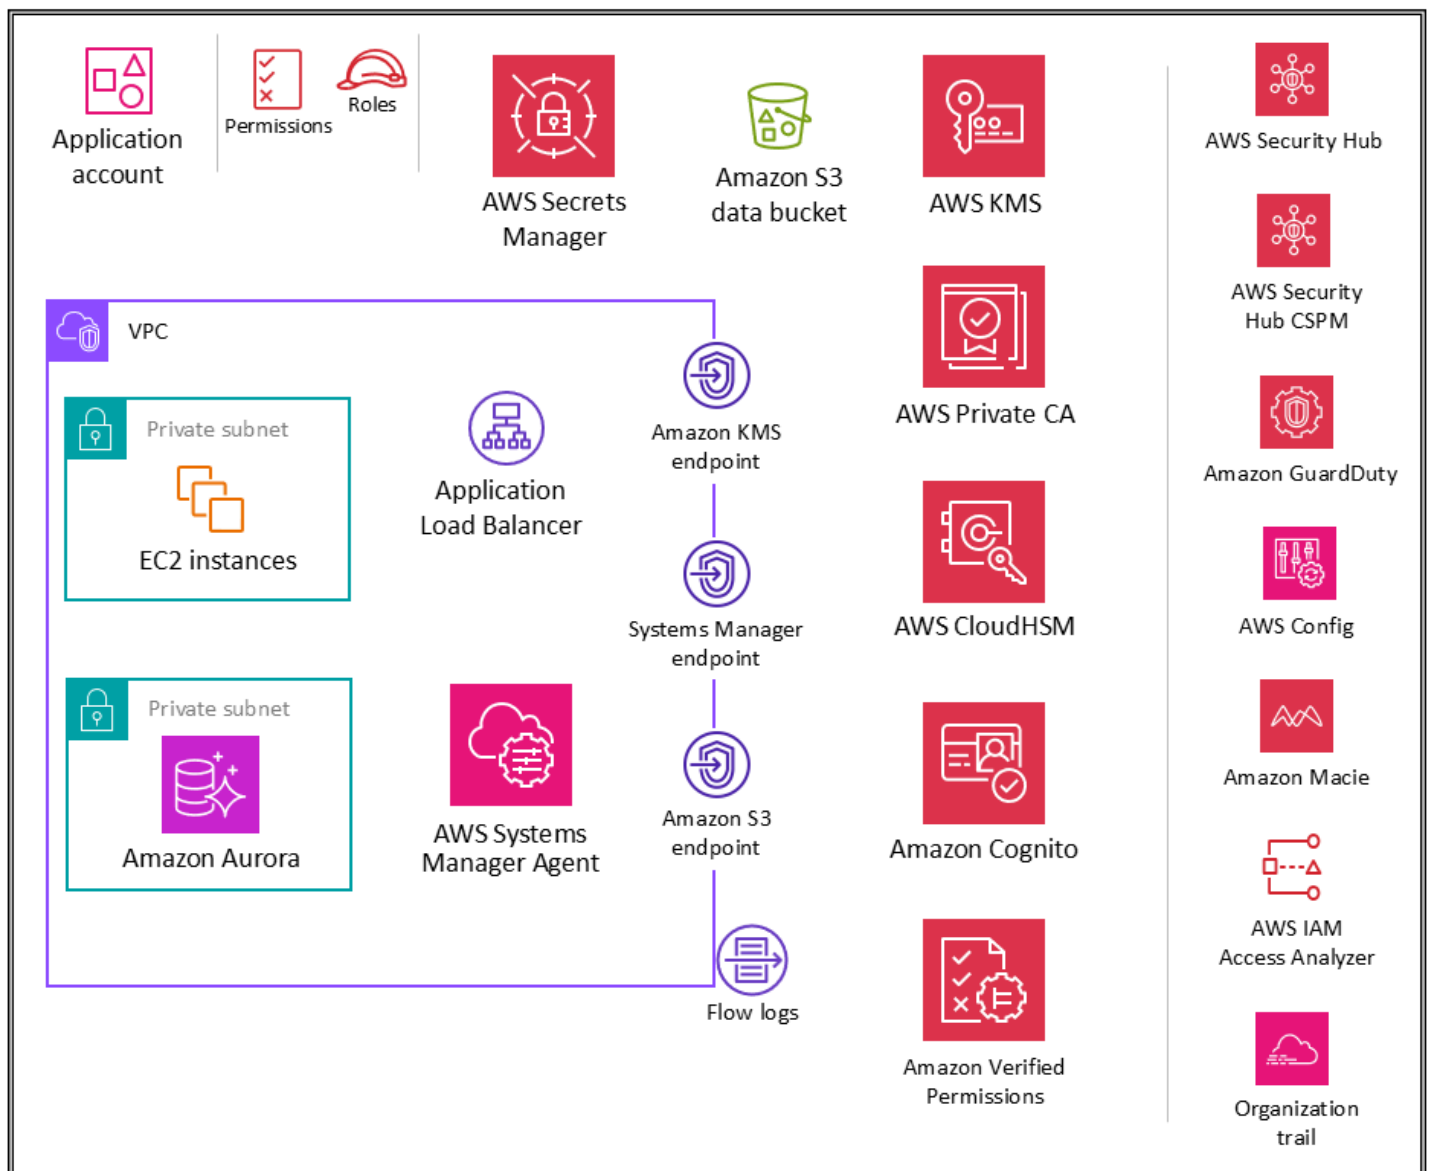 Application
account
Permissions
Roles
AWS Secrets
Manager
Amazon S3
data bucket
AWS KMS
AWS Security Hub
AWS Security
Hub CSPM
VPC
Private subnet
EC2 instances
Application
Load Balancer
Amazon KMS
endpoint
AWS Private CA
Amazon GuardDuty
Systems Manager
endpoint
AWS CloudHSM
AWS Config
Private subnet
Amazon Aurora
AWS Systems
Manager Agent
Amazon S3
endpoint
Amazon Cognito
Amazon Macie
AWS IAM
Access Analyzer
Flow logs
Amazon Verified
Permissions
Organization
trail